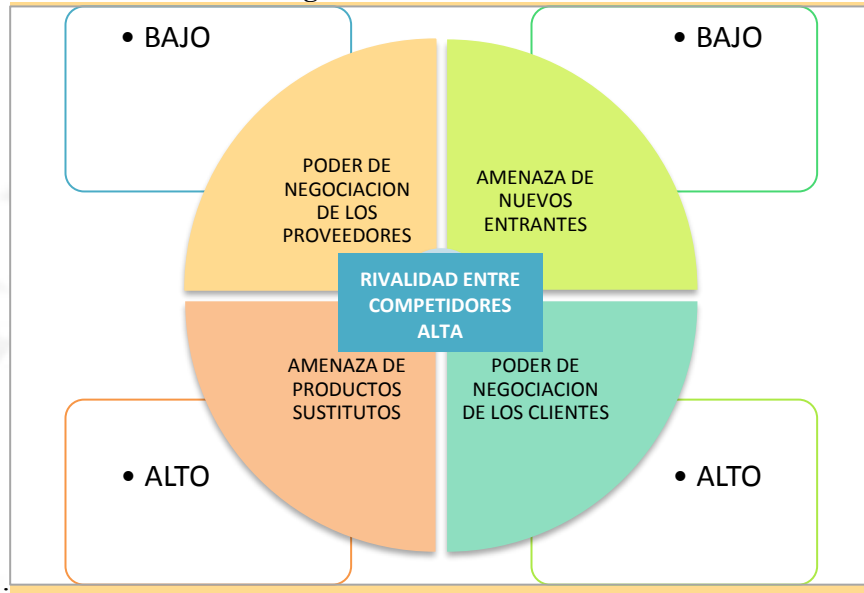 • BAJO
• BAJO
PODER DE
NEGOCIACION
DE LOS
PROVEEDORES
AMENAZA DE
NUEVOS
ENTRANTES
RIVALIDAD ENTRE
COMPETIDORES
ALTA
AMENAZA DE
PRODUCTOS
SUSTITUTOS
PODER DE
NEGOCIACION
DE LOS CLIENTES
• ALTO
• ALTO
.